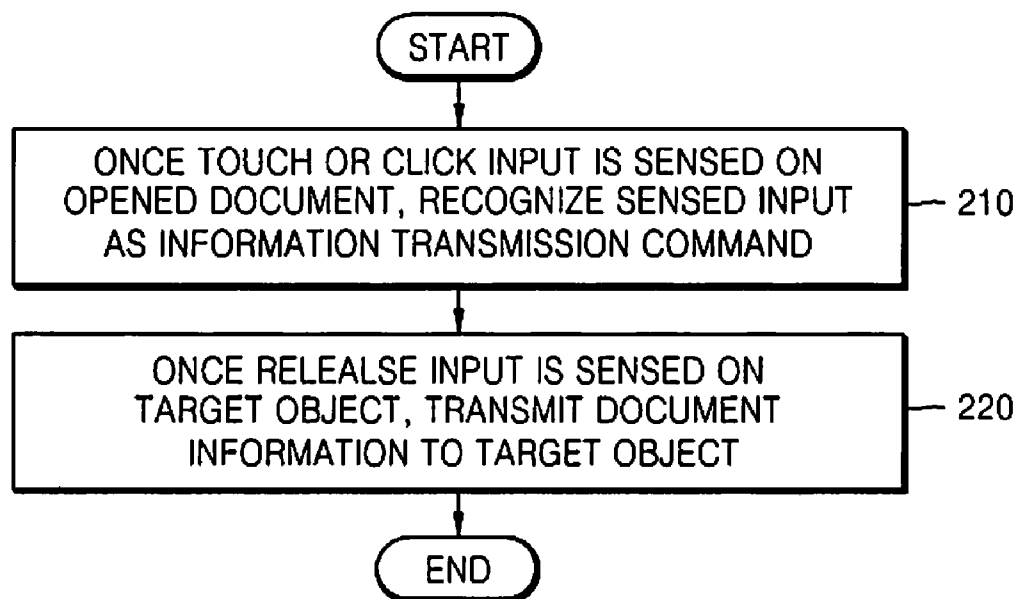 START
ONCE TOUCH OR CLICK INPUT IS SENSED ON
OPENED DOCUMENT, RECOGNIZE SENSED INPUT
AS INFORMATION TRANSMISSION COMMAND
210
ONCE RELEALSE INPUT IS SENSED ON
TARGET OBJECT, TRANSMIT DOCUMENT
INFORMATION TO TARGET OBJECT
220
END